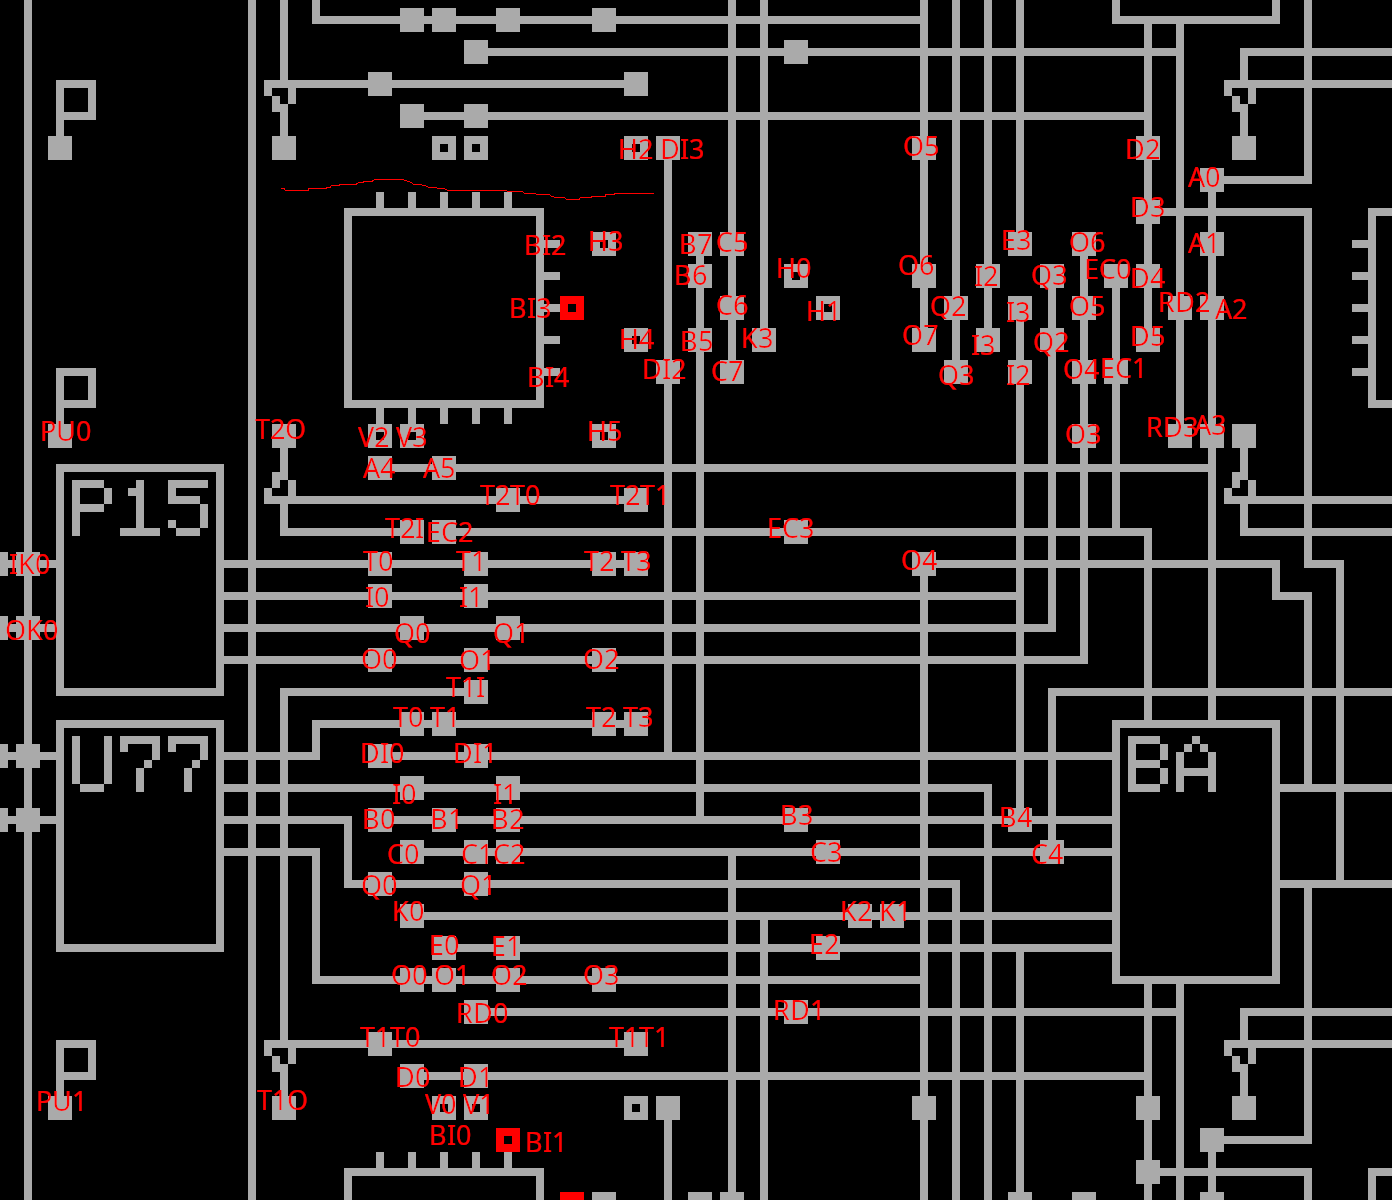 H2 DI3 O5 D2
A0
D3
BI2 H3 B7 C5 E3 O6 A1
B6 H0 O6 I2 Q3 EC0 D4
BI3 C6 H1 Q2 I3 O5 RD2 A2
H4 B5 K3 O7 I3 Q2 D5
BI4 DI2 C7 Q3 I2 O4 EC1
PU0 T2O V2 V3 H5 O3 RD3 A3
A4 A5
P15 T2T0 T2T1
T2I EC2 EC3
IK0 T0 T1 T2 T3 O4
I0 I1
OK0 Q0 Q1
O0 O1 O2
T1I
T0 T1 T2 T3
U77 DI0 DI1 BA
I0 I1
B0 B1 B2 B3 B4
C0 C1 C2 C3 C4
Q0 Q1
K0 K2 K1
E0 E1 E2
O0 O1 O2 O3
RD0 RD1
T1T0 T1T1
D0 D1
PU1 T1O V0 V1
BI0 BI1